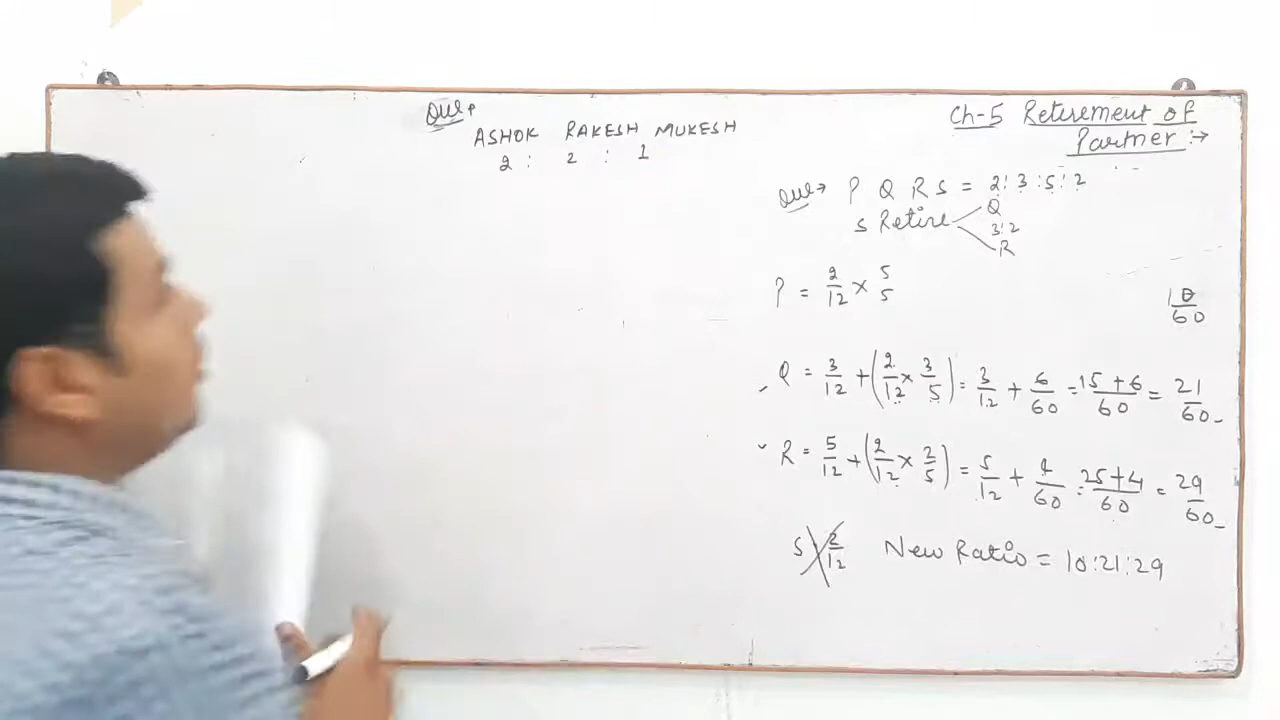 Ch-5 Retirement of
Partner :→
Que→
ASHOK RAKESH MUKESH
2 : 2 : 1
Que→ P Q R S = 2:3:5:2
S Retire Q
3:2
R
P = 2/12 × 5/5 10/60
Q = 3/12 + (2/12 × 3/5) = 3/12 + 6/60 = 15+6/60 = 21/60
R = 5/12 + (2/12 × 2/5) = 5/12 + 4/60 = 25+4/60 = 29/60
S 2/12 New Ratio = 10:21:29